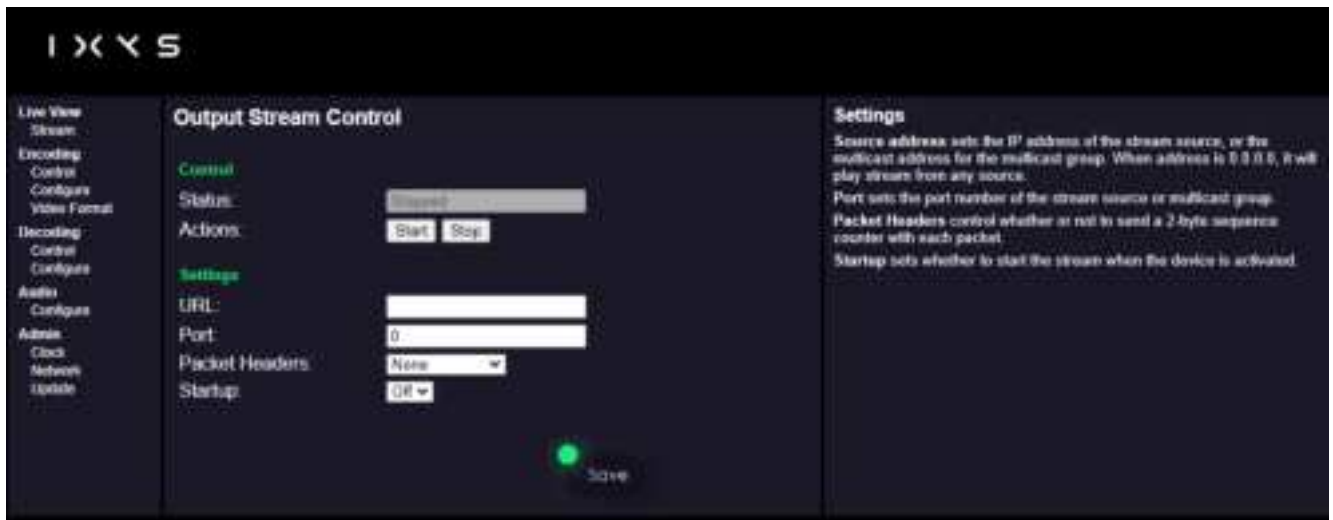 IXYS
Live View
Stream
Encoding
Control
Configure
Video Format
Decoding
Control
Configure
Audio
Configure
Admin
Clock
Network
Update
Output Stream Control
Control
Status:
Stopped
Actions:
Start Stop
Settings
URL:
Port: 0
Packet Headers: None
Startup: Off
Save
Settings
Source address sets the IP address of the stream source, or the
multicast address for the multicast group. When address is 0.0.0.0, it will
play stream from any source.
Port sets the port number of the stream source or multicast group.
Packet Headers control whether or not to send a 2-byte sequence
counter with each packet.
Startup sets whether to start the stream when the device is activated.